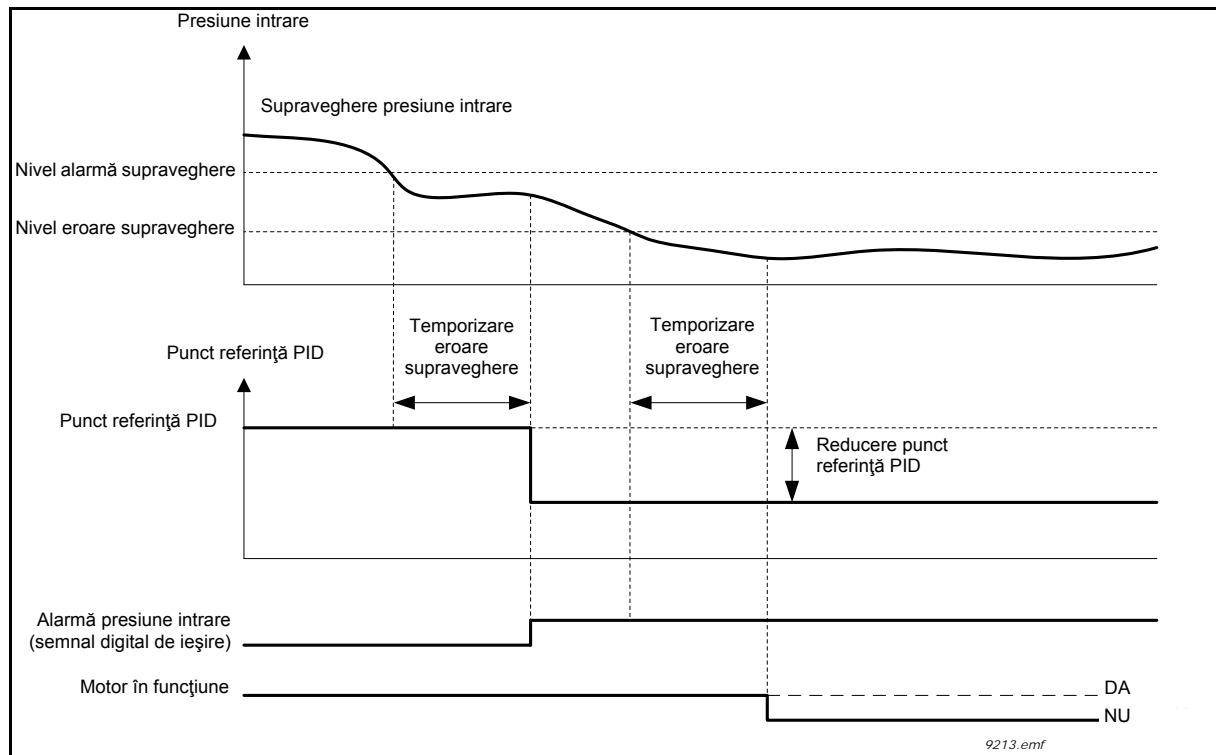 Presiune intrare
Supraveghere presiune intrare
Nivel alarmă supraveghere
Nivel eroare supraveghere
Temporizare
eroare
supraveghere
Temporizare
eroare
supraveghere
Punct referinţă PID
Punct referinţă PID
Reducere punct
referinţă PID
Alarmă presiune intrare
(semnal digital de ieşire)
Motor în funcţiune
DA
NU
9213.emf